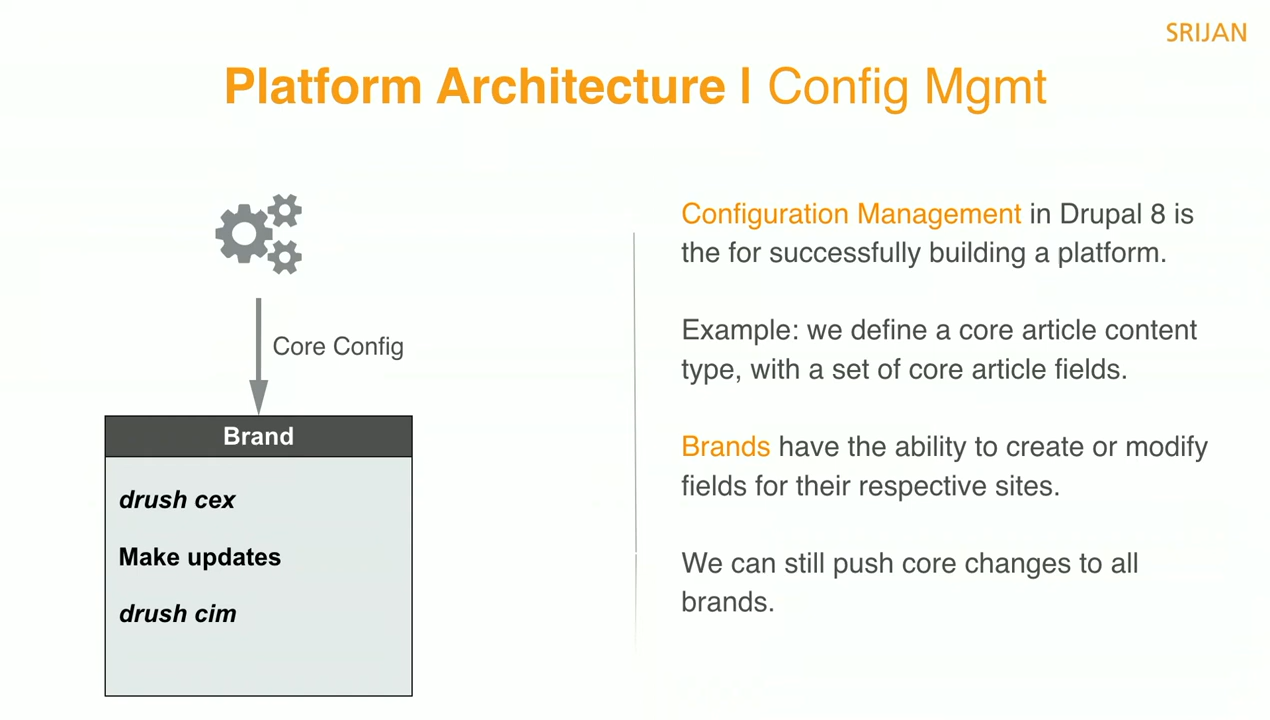 SRIJAN
Platform Architecture | Config Mgmt
Core Config
Brand
drush cex
Make updates
drush cim
Configuration Management in Drupal 8 is
the for successfully building a platform.
Example: we define a core article content
type, with a set of core article fields.
Brands have the ability to create or modify
fields for their respective sites.
We can still push core changes to all
brands.